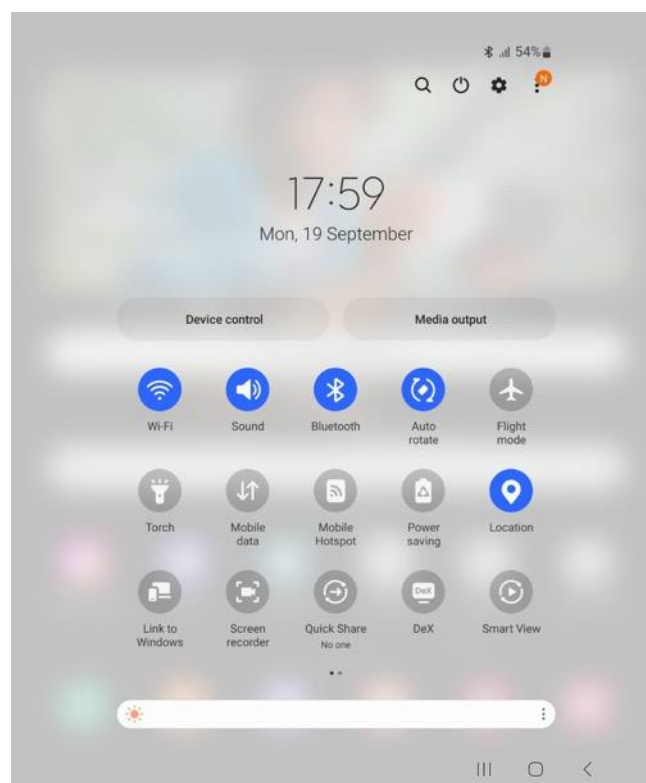 54%
N
17:59
Mon, 19 September
Device control
Media output
Wi-Fi
Sound
Bluetooth
Auto
rotate
Flight
mode
Torch
Mobile
data
Mobile
Hotspot
Power
saving
Location
Link to
Windows
Screen
recorder
Quick Share
No one
DeX
DeX
Smart View